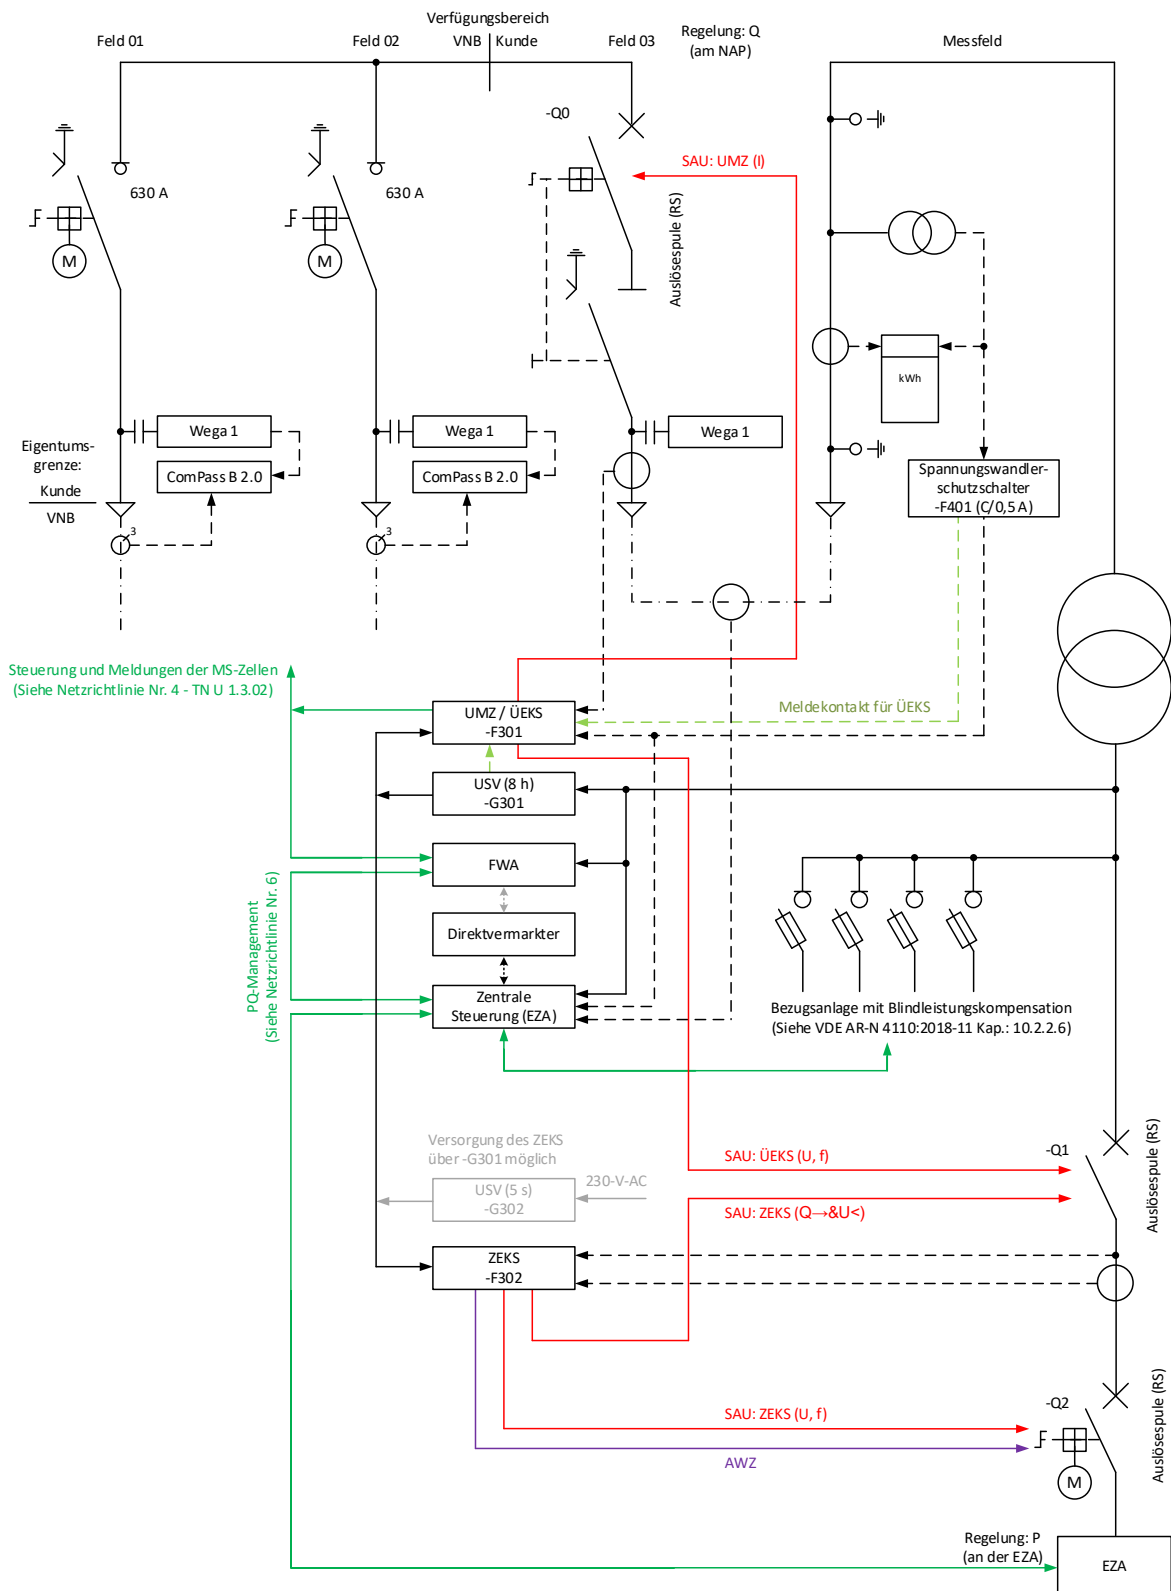 Verfügungsbereich
Feld 01
Feld 02
VNB
Kunde
Feld 03
Regelung: Q
(am NAP)
Messfeld
-Q0
SAU: UMZ (I)
630 A
630 A
M
M
Auslösespule (RS)
kWh
Wega 1
Wega 1
Wega 1
Eigentums-
grenze:
Kunde
VNB
ComPass B 2.0
ComPass B 2.0
Spannungswandler-
schutzschalter
-F401 (C/0,5 A)
3
3
Steuerung und Meldungen der MS-Zellen
(Siehe Netzrichtlinie Nr. 4 - TN U 1.3.02)
UMZ / ÜEKS
-F301
Meldekontakt für ÜEKS
USV (8 h)
-G301
FWA
PQ-Management
(Siehe Netzrichtlinie Nr. 6)
Direktvermarkter
Zentrale
Steuerung (EZA)
Bezugsanlage mit Blindleistungskompensation
(Siehe VDE AR-N 4110:2018-11 Kap.: 10.2.2.6)
Versorgung des ZEKS
über -G301 möglich
SAU: ÜEKS (U, f)
-Q1
Auslösespule (RS)
USV (5 s)
-G302
230-V-AC
SAU: ZEKS (Q→&U<)
ZEKS
-F302
SAU: ZEKS (U, f)
-Q2
Auslösespule (RS)
AWZ
M
Regelung: P
(an der EZA)
EZA